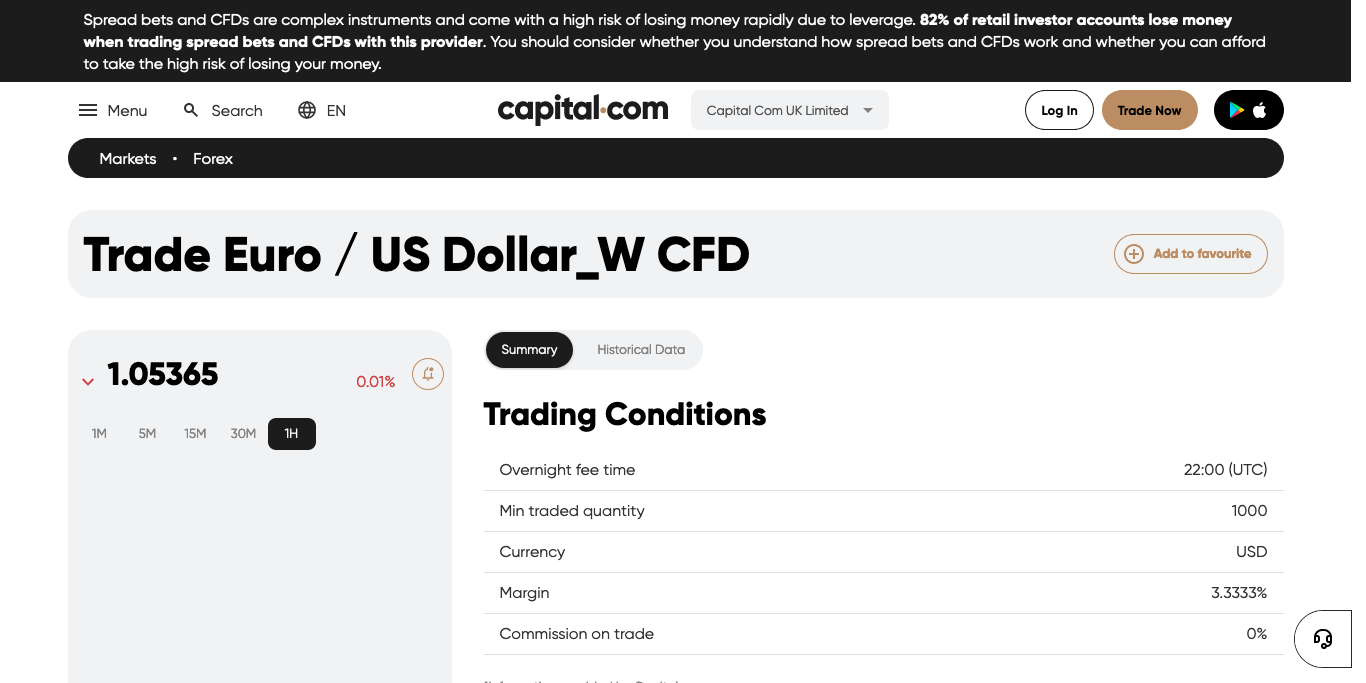 Spread bets and CFDs are complex instruments and come with a high risk of losing money rapidly due to leverage. 82% of retail investor accounts lose money
when trading spread bets and CFDs with this provider. You should consider whether you understand how spread bets and CFDs work and whether you can afford
to take the high risk of losing your money.
Menu Search EN capital.com Capital Com UK Limited Log In Trade Now
Markets • Forex
Trade Euro / US Dollar_W CFD Add to favourite
1.05365 0.01%
1M 5M 15M 30M 1H
Summary Historical Data
Trading Conditions
Overnight fee time 22:00 (UTC)
Min traded quantity 1000
Currency USD
Margin 3.3333%
Commission on trade 0%